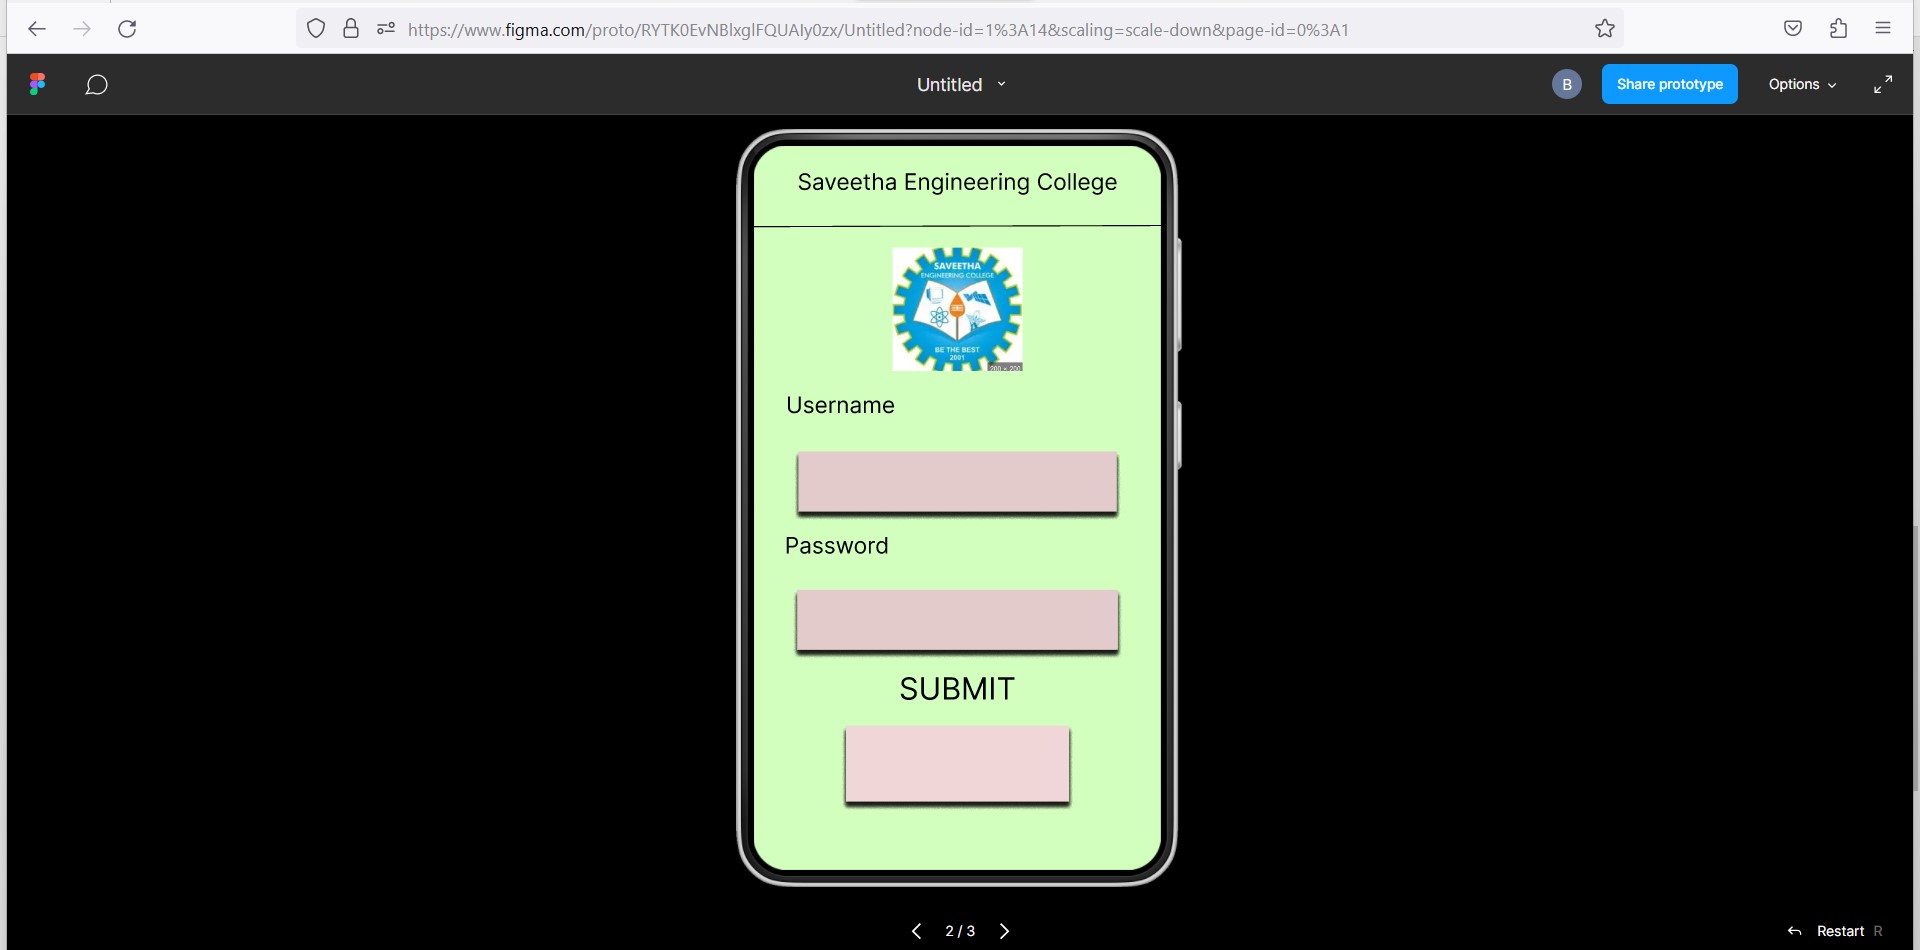 https://www.figma.com/proto/RYTK0EvNBlxglFQUAIy0zx/Untitled?node-id=1%3A14&scaling=scale-down&page-id=0%3A1
Untitled
B
Share prototype
Options
Saveetha Engineering College
SAVEETHA
ENGINEERING COLLEGE
BE THE BEST
2001
200 × 200
Username
Password
SUBMIT
2 / 3
Restart R